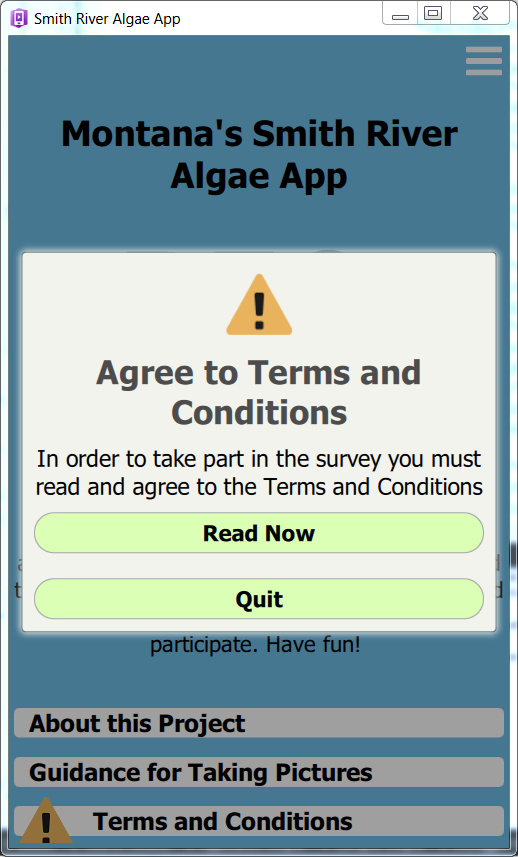 Smith River Algae App
Montana's Smith River
Algae App
Agree to Terms and
Conditions
In order to take part in the survey you must
read and agree to the Terms and Conditions
Read Now
Quit
participate. Have fun!
About this Project
Guidance for Taking Pictures
Terms and Conditions